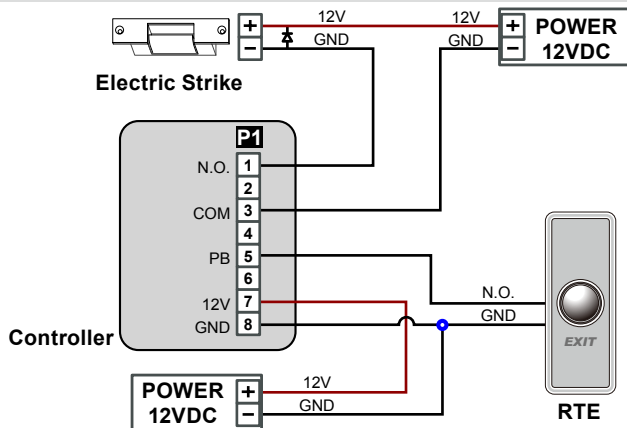 12V 12V + POWER
+ GND GND − 12VDC
−
Electric Strike
P1
N.O. 1
2
COM 3
4
PB 5
6
12V 7
GND 8
Controller
N.O.
GND
EXIT
RTE
POWER + 12V
12VDC − GND